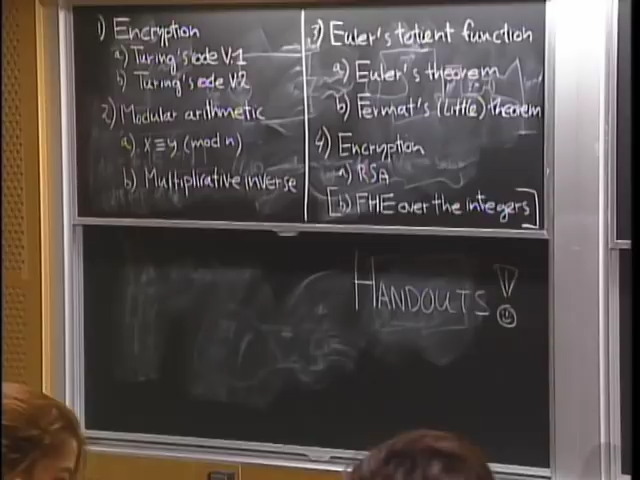 1) Encryption
a) Turing's code V.1
b) Turing's code V.2
2) Modular arithmetic
a) x ≡ y (mod n)
b) Multiplicative inverse
3) Euler's totient function
a) Euler's theorem
b) Fermat's (Little) theorem
4) Encryption
a) RSA
[b) FHE over the integers]
HANDOUTS!